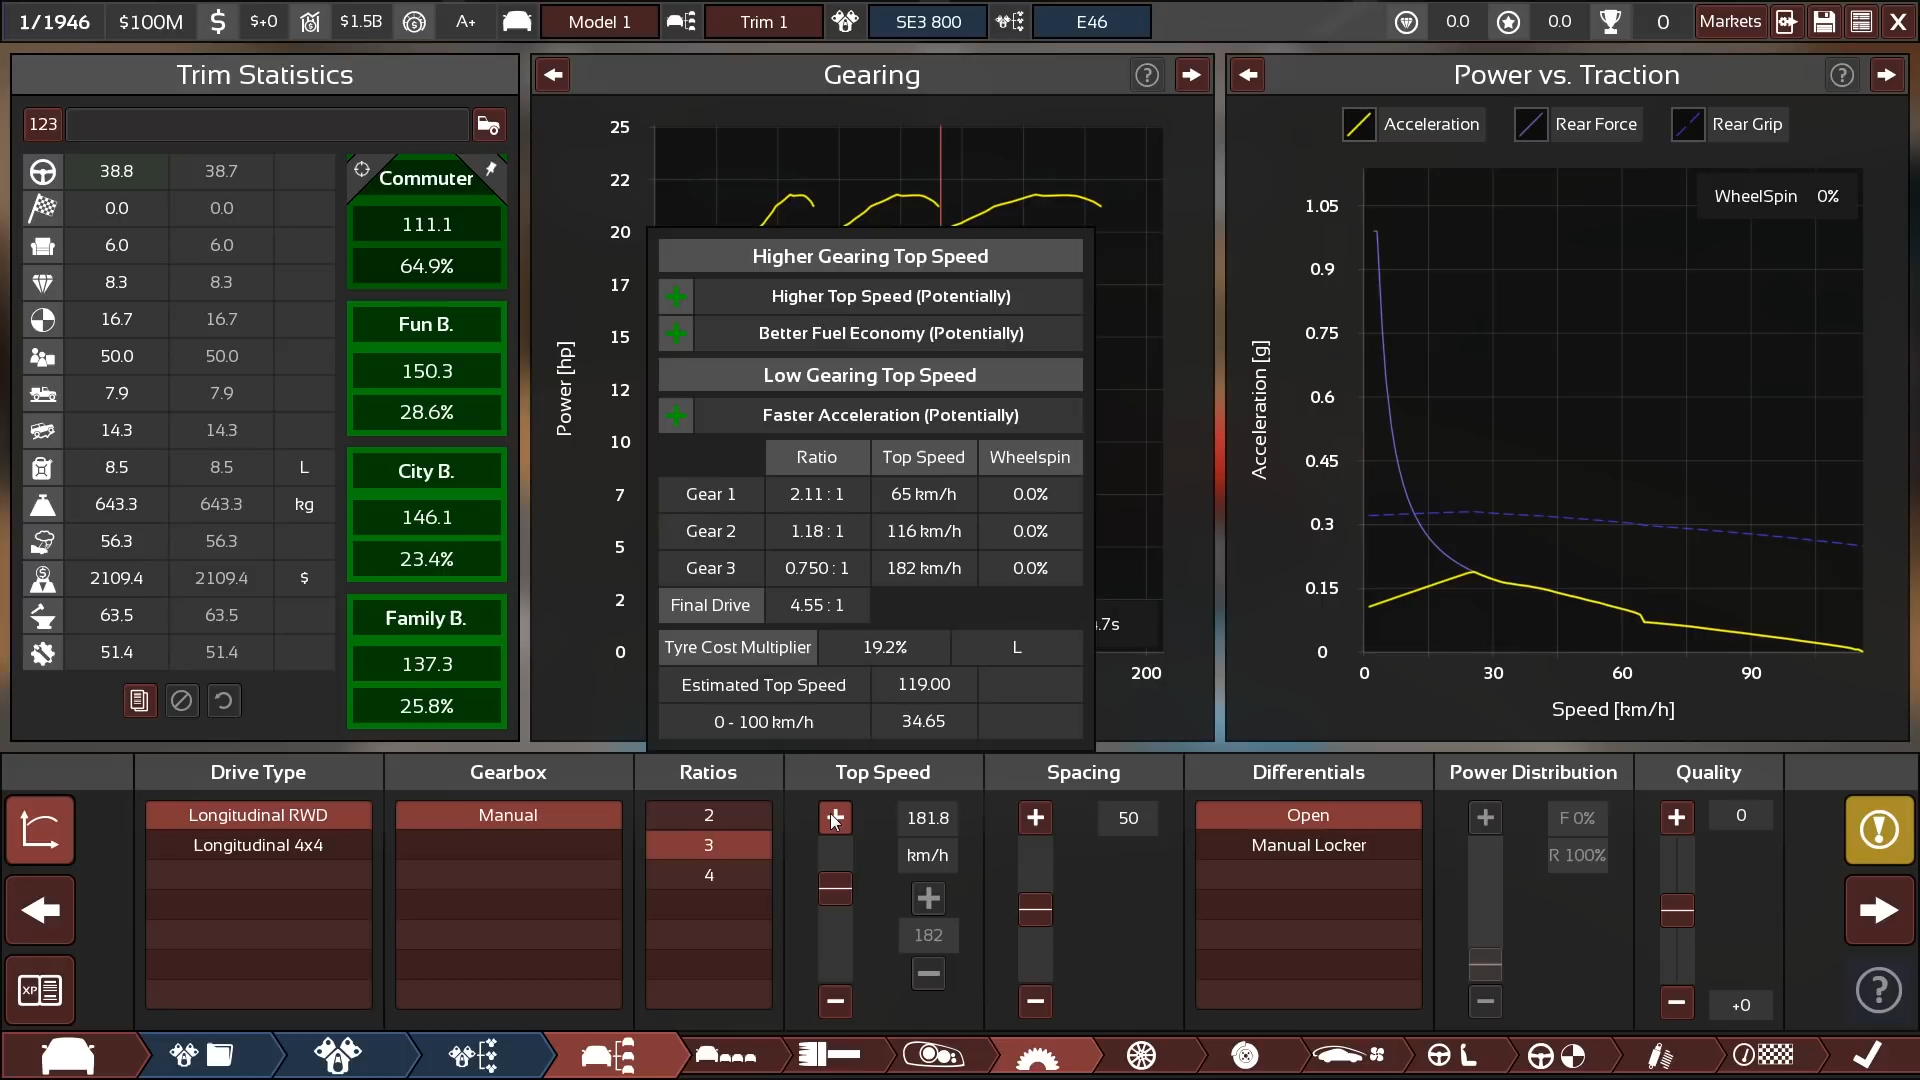 1/1946
$100M
$+0
$1.5B
A+
Model 1
Trim 1
SE3 800
E46
0.0
0.0
0
Markets
Trim Statistics
123
38.8 38.7
0.0 0.0
6.0 6.0
8.3 8.3
16.7 16.7
50.0 50.0
7.9 7.9
14.3 14.3
8.5 8.5 L
643.3 643.3 kg
56.3 56.3
2109.4 2109.4 $
63.5 63.5
51.4 51.4
Commuter
111.1
64.9%
Fun B.
150.3
28.6%
City B.
146.1
23.4%
Family B.
137.3
25.8%
Gearing
?
25
22
20
17
15
12
10
7
5
2
0
Power [hp]
Higher Gearing Top Speed
Higher Top Speed (Potentially)
Better Fuel Economy (Potentially)
Low Gearing Top Speed
Faster Acceleration (Potentially)
Ratio Top Speed Wheelspin
Gear 1 2.11 : 1 65 km/h 0.0%
Gear 2 1.18 : 1 116 km/h 0.0%
Gear 3 0.750 : 1 182 km/h 0.0%
Final Drive 4.55 : 1
Tyre Cost Multiplier 19.2% L
Estimated Top Speed 119.00
0 - 100 km/h 34.65
.7s
200
Power vs. Traction
?
Acceleration
Rear Force
Rear Grip
WheelSpin 0%
1.05
0.9
0.75
0.6
0.45
0.3
0.15
0
Acceleration [g]
0 30 60 90
Speed [km/h]
Drive Type
Longitudinal RWD
Longitudinal 4x4
Gearbox
Manual
Ratios
2
3
4
Top Speed
181.8
km/h
182
Spacing
50
Differentials
Open
Manual Locker
Power Distribution
F 0%
R 100%
Quality
0
+0
XP
?